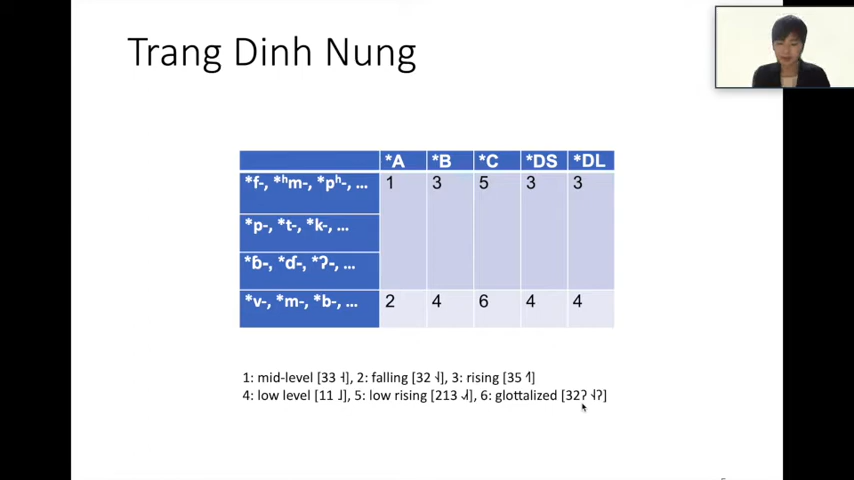 Trang Dinh Nung
*A *B *C *DS *DL
*f-, *ʰm-, *pʰ-, … 1 3 5 3 3
*p-, *t-, *k-, …
*ɓ-, *ɗ-, *ʔ-, …
*v-, *m-, *b-, … 2 4 6 4 4
1: mid-level [33 ˧], 2: falling [32 ˧˨], 3: rising [35 ˧˥]
4: low level [11 ˩], 5: low rising [213 ˨˩˧], 6: glottalized [32ʔ ˧˨ʔ]